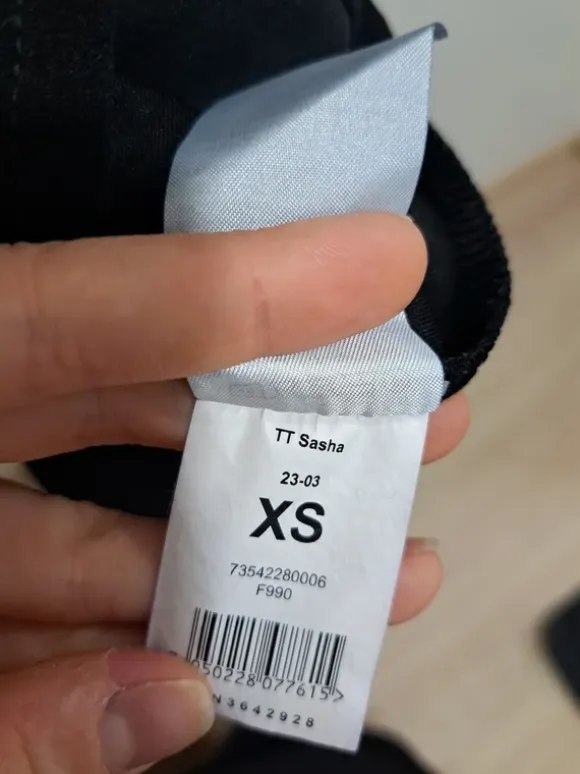 TT Sasha
23-03
XS
73542280006
F990
050228 077615>
N3642928